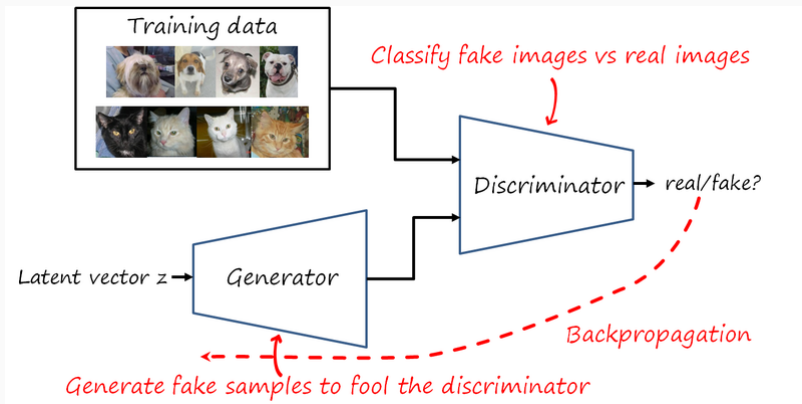 Training data
Classify fake images vs real images
Discriminator
real/fake?
Latent vector z
Generator
Backpropagation
Generate fake samples to fool the discriminator